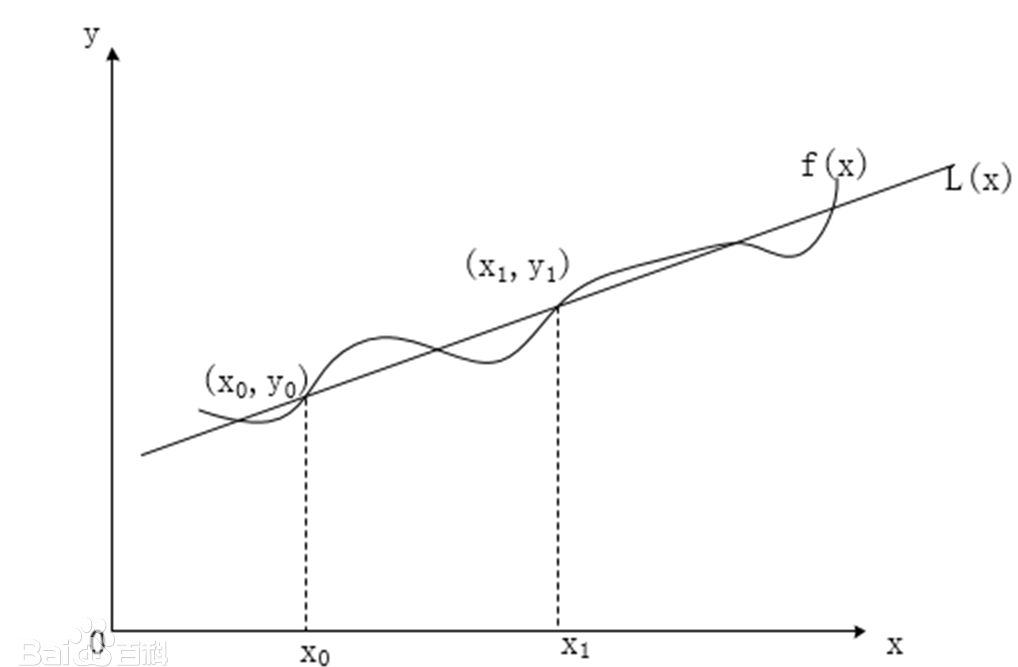 y
f(x)
L(x)
(x₁, y₁)
(x₀, y₀)
0
x₀
x₁
x
Baidu百科